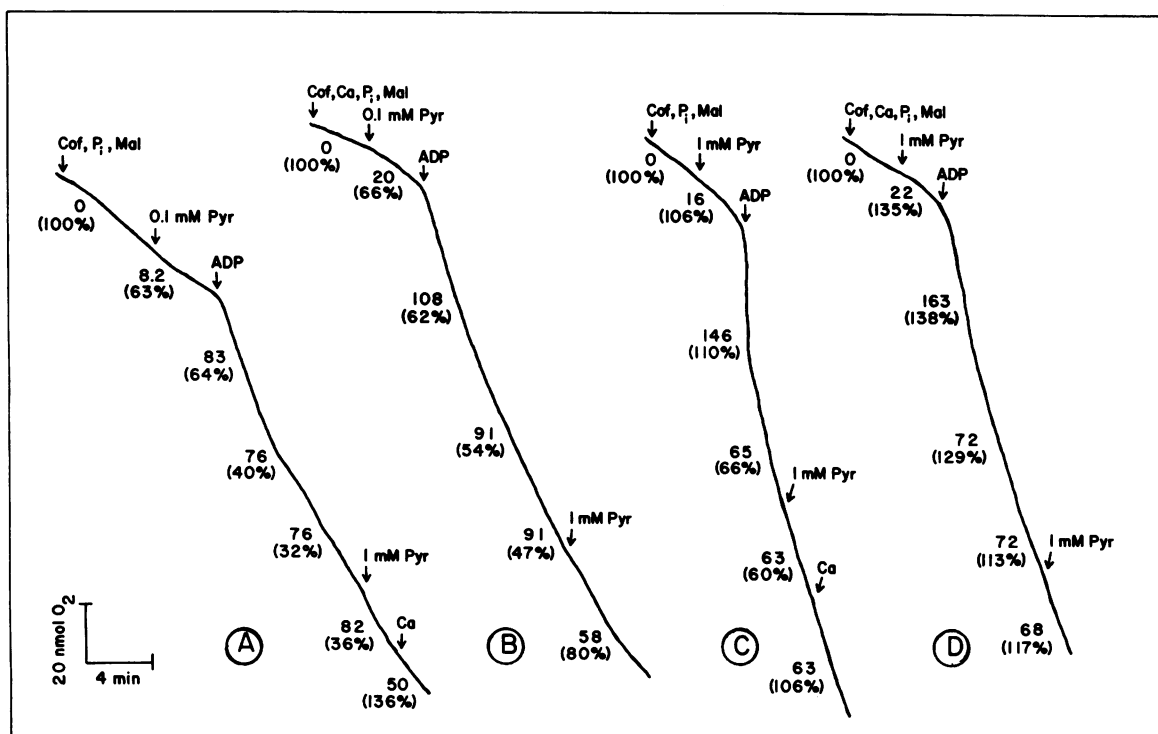 Cof, Pi, Mal
0
(100%)
0.1 mM Pyr
8.2
(63%)
ADP
83
(64%)
76
(40%)
76
(32%)
1 mM Pyr
82
(36%)
Ca
50
(136%)
20 nmol O2
4 min
A
Cof, Ca, Pi, Mal
0.1 mM Pyr
0
(100%)
20
(66%)
ADP
108
(62%)
91
(54%)
1 mM Pyr
91
(47%)
58
(80%)
B
Cof, Pi, Mal
0
(100%)
1 mM Pyr
16
(106%)
ADP
146
(110%)
65
(66%)
1 mM Pyr
63
(60%)
Ca
63
(106%)
C
Cof, Ca, Pi, Mal
0
(100%)
1 mM Pyr
22
(135%)
ADP
163
(138%)
72
(129%)
72
(113%)
1 mM Pyr
68
(117%)
D